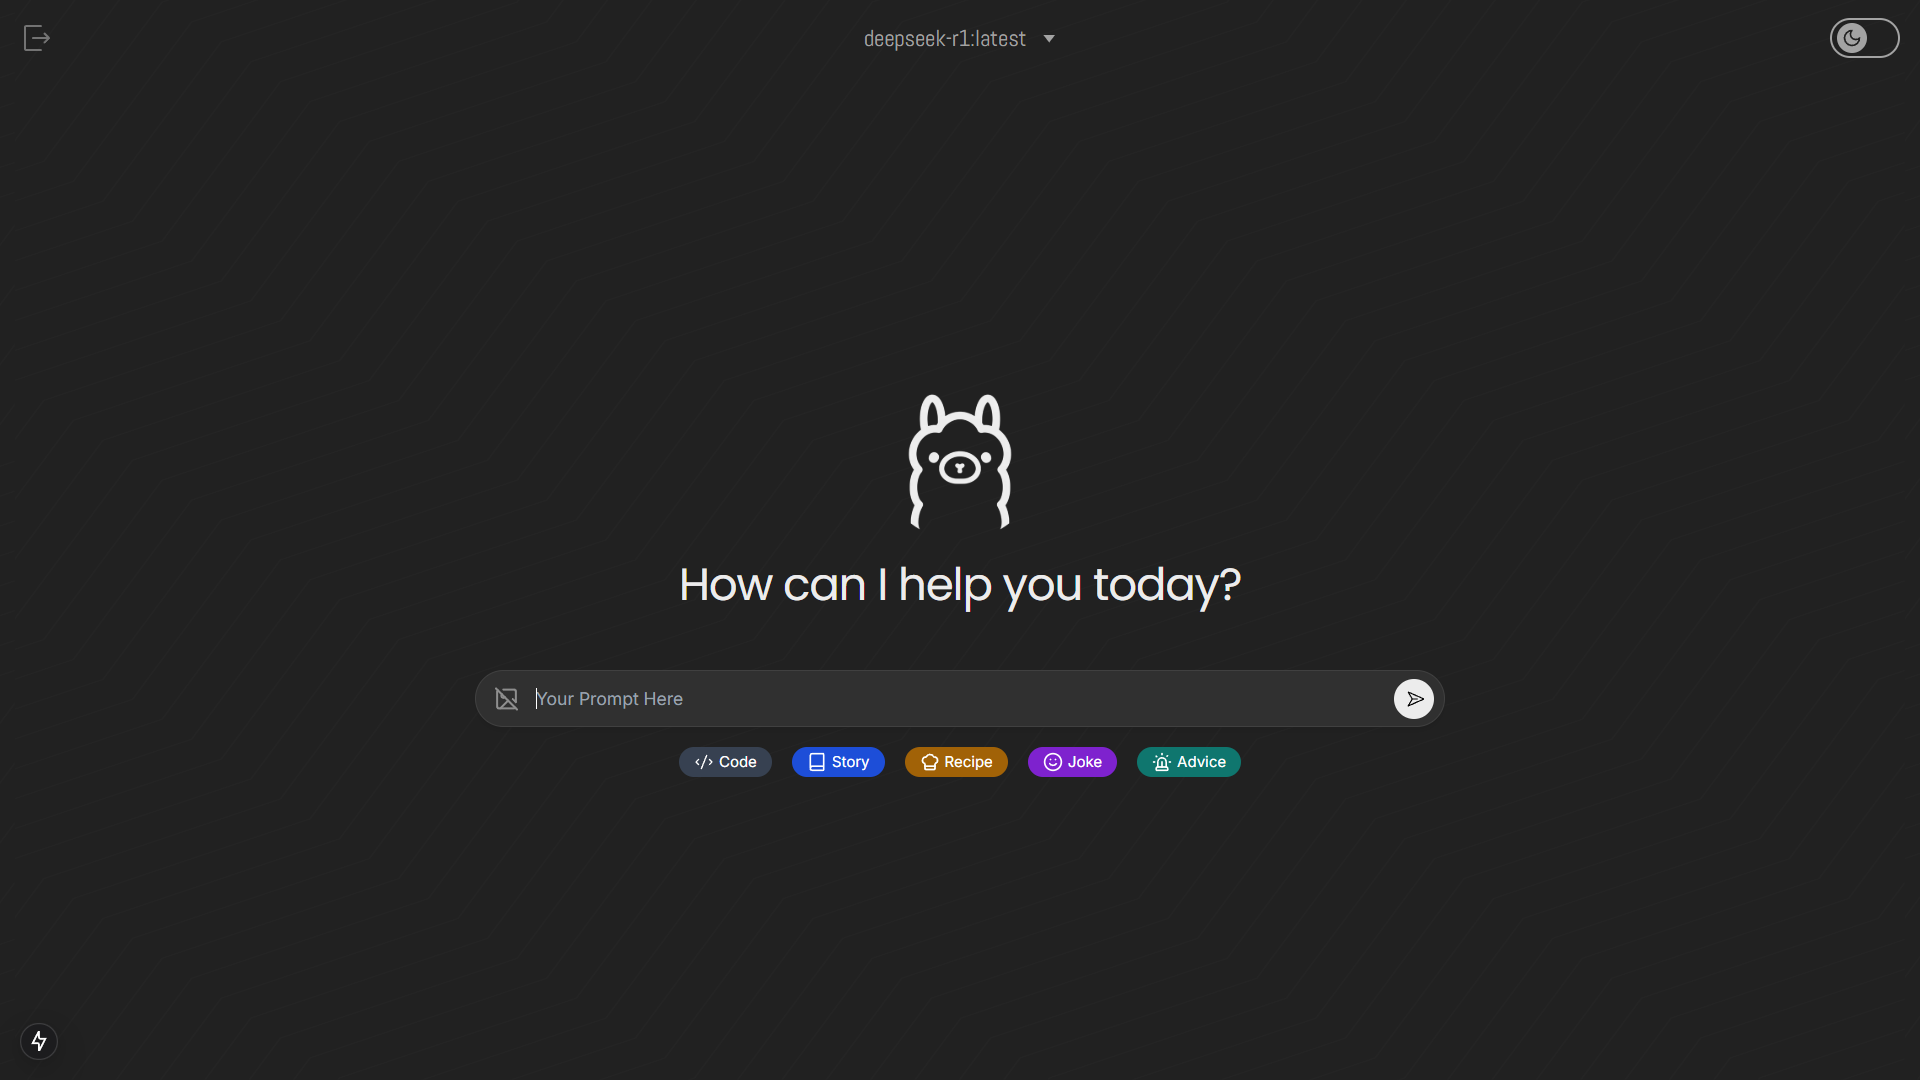 deepseek-r1:latest
How can I help you today?
Your Prompt Here
Code Story Recipe Joke Advice